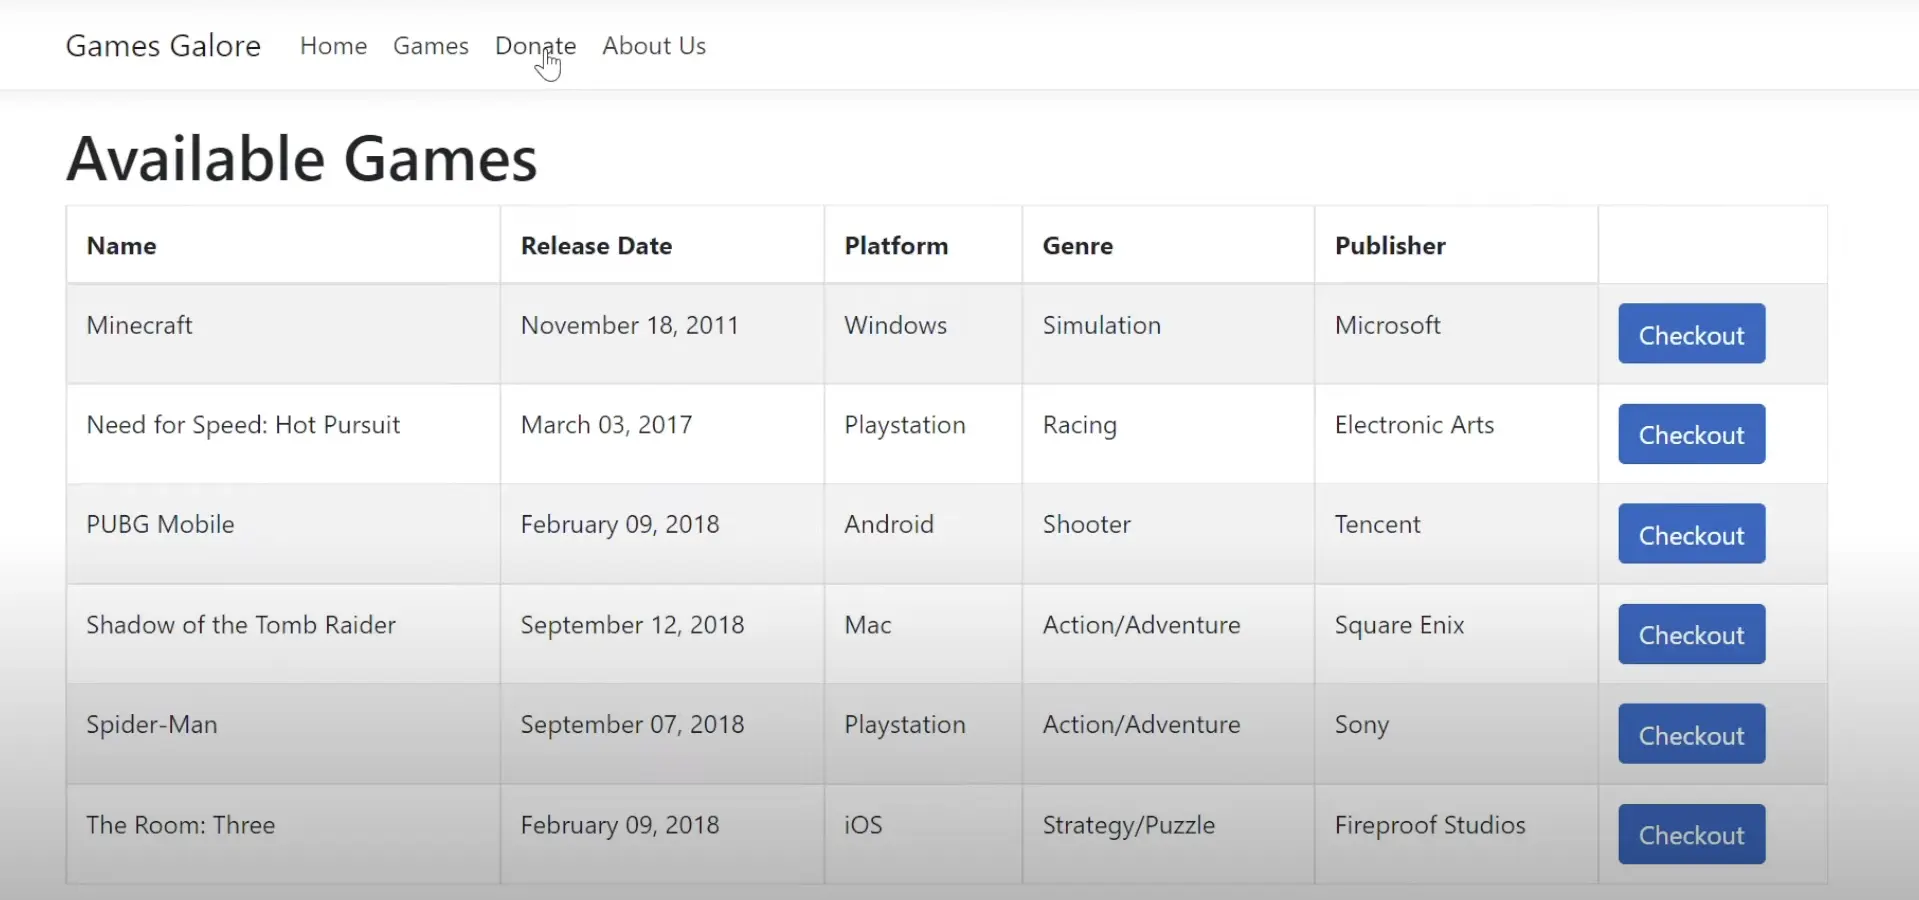 Games Galore Home Games Donate About Us
Available Games
Name Release Date Platform Genre Publisher
Minecraft November 18, 2011 Windows Simulation Microsoft Checkout
Need for Speed: Hot Pursuit March 03, 2017 Playstation Racing Electronic Arts Checkout
PUBG Mobile February 09, 2018 Android Shooter Tencent Checkout
Shadow of the Tomb Raider September 12, 2018 Mac Action/Adventure Square Enix Checkout
Spider-Man September 07, 2018 Playstation Action/Adventure Sony Checkout
The Room: Three February 09, 2018 iOS Strategy/Puzzle Fireproof Studios Checkout